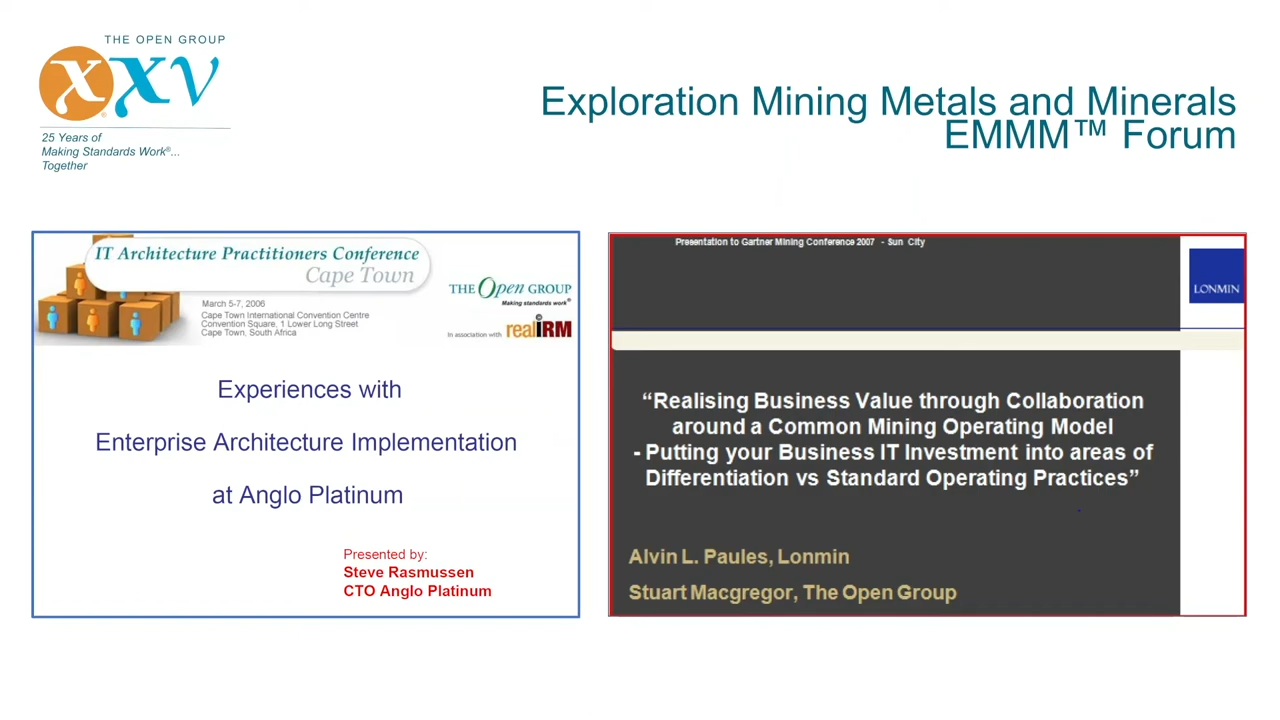 THE OPEN GROUP
xxv
25 Years of
Making Standards Work®...
Together
Exploration Mining Metals and Minerals
EMMM™ Forum
IT Architecture Practitioners Conference
Cape Town
March 5-7, 2006
Cape Town International Convention Centre
Convention Square, 1 Lower Long Street
Cape Town, South Africa
THE Open GROUP
Making standards work®
In association with realIRM
Experiences with
Enterprise Architecture Implementation
at Anglo Platinum
Presented by:
Steve Rasmussen
CTO Anglo Platinum
Presentation to Gartner Mining Conference 2007 - Sun City
LONMIN
“Realising Business Value through Collaboration
around a Common Mining Operating Model
- Putting your Business IT Investment into areas of
Differentiation vs Standard Operating Practices”
Alvin L. Paules, Lonmin
Stuart Macgregor, The Open Group